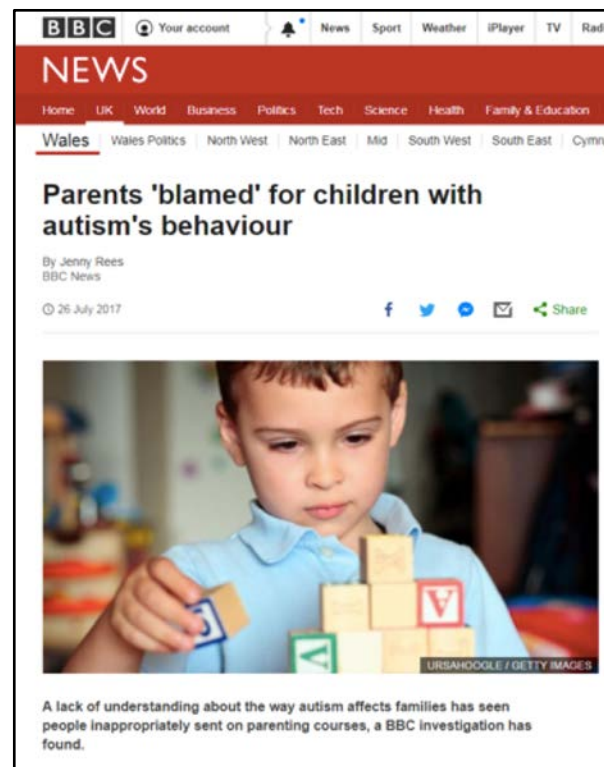 BBC Your account News Sport Weather iPlayer TV
NEWS
Home UK World Business Politics Tech Science Health Family & Education
Wales Wales Politics North West North East Mid South West South East
Parents 'blamed' for children with
autism's behaviour
By Jenny Rees
BBC News
26 July 2017
Share
A
A
URSAHOOGLE / GETTY IMAGES
A lack of understanding about the way autism affects families has seen
people inappropriately sent on parenting courses, a BBC investigation has
found.